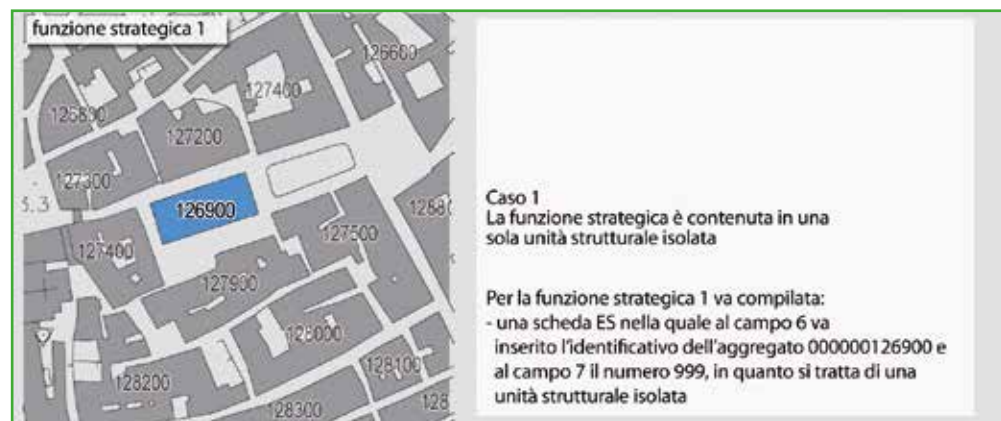 funzione strategica 1
126600
127400
126800
127200
127300
126900
127400
127500
127900
128000
128100
128200
128300
Caso 1
La funzione strategica è contenuta in una
sola unità strutturale isolata
Per la funzione strategica 1 va compilata:
- una scheda ES nella quale al campo 6 va
inserito l'identificativo dell'aggregato 000000126900 e
al campo 7 il numero 999, in quanto si tratta di una
unità strutturale isolata